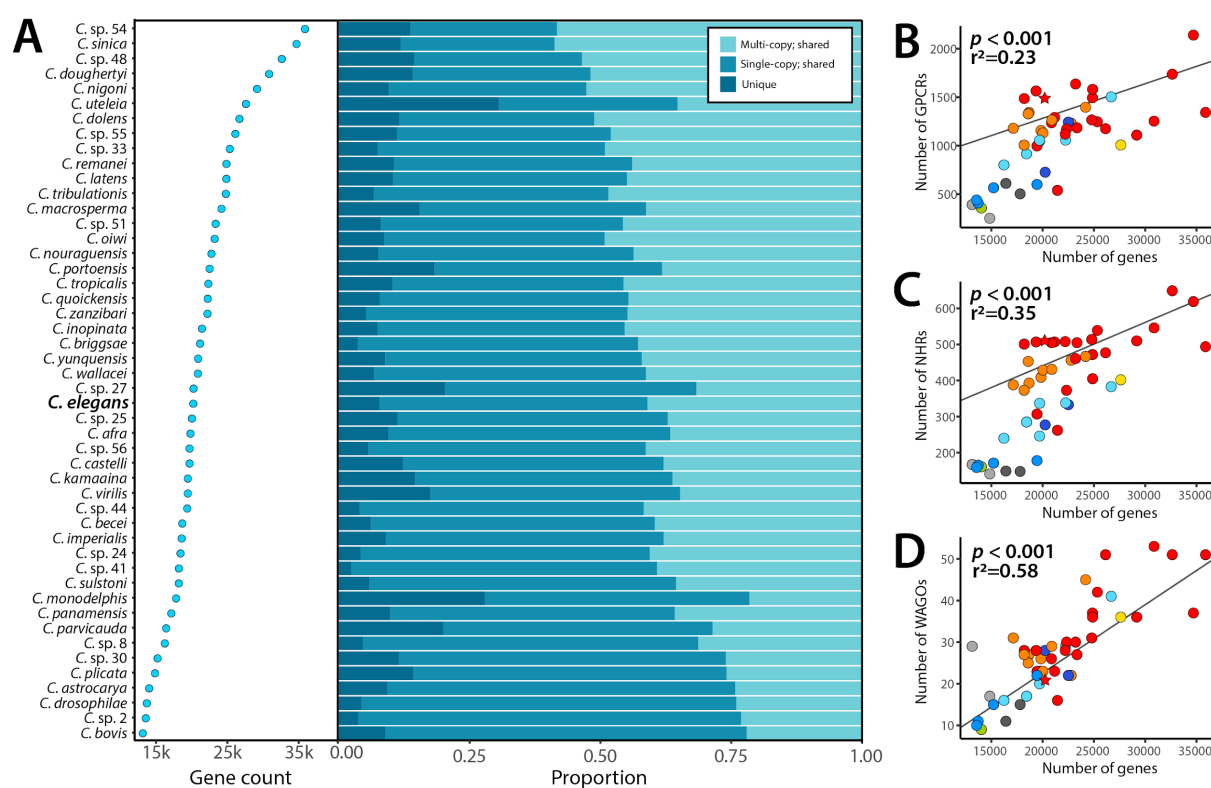 A
C. sp. 54
C. sinica
C. sp. 48
C. doughertyi
C. nigoni
C. uteleia
C. dolens
C. sp. 55
C. sp. 33
C. remanei
C. latens
C. tribulationis
C. macrosperma
C. sp. 51
C. oiwi
C. nouraguensis
C. portoensis
C. tropicalis
C. quoickensis
C. zanzibari
C. inopinata
C. briggsae
C. yunquensis
C. wallacei
C. sp. 27
C. elegans
C. sp. 25
C. afra
C. sp. 56
C. castelli
C. kamaaina
C. virilis
C. sp. 44
C. becei
C. imperialis
C. sp. 24
C. sp. 41
C. sulstoni
C. monodelphis
C. panamensis
C. parvicauda
C. sp. 8
C. sp. 30
C. plicata
C. astrocarya
C. drosophilae
C. sp. 2
C. bovis
15k 25k 35k
Gene count
Multi-copy; shared
Single-copy; shared
Unique
0.00 0.25 0.50 0.75 1.00
Proportion
B
p < 0.001
r²=0.23
Number of GPCRs
2000
1500
1000
500
15000 20000 25000 30000 35000
Number of genes
C
p < 0.001
r²=0.35
Number of NHRs
600
500
400
300
200
15000 20000 25000 30000 35000
Number of genes
D
p < 0.001
r²=0.58
Number of WAGOs
50
40
30
20
10
15000 20000 25000 30000 35000
Number of genes